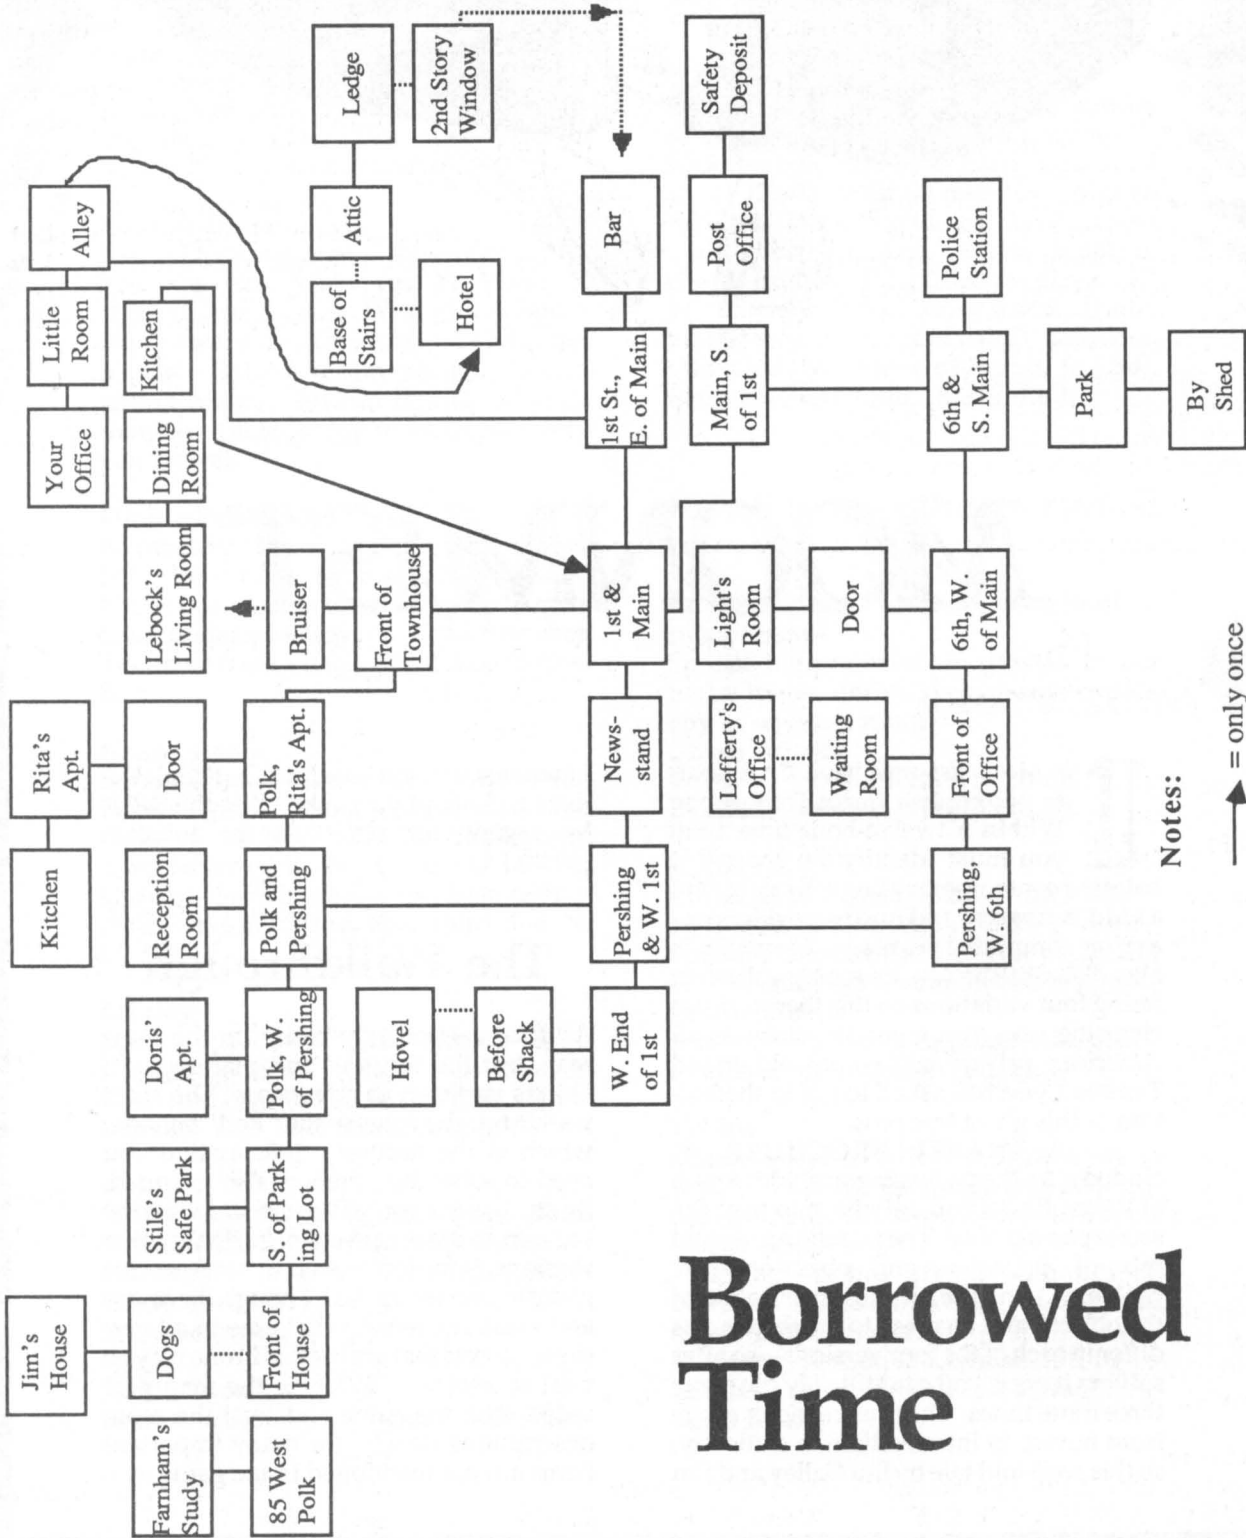 Jim's
House
Farnham's
Study
Dogs
Stile's
Safe Park
Doris'
Apt.
Kitchen
Rita's
Apt.
Reception
Room
Door
85 West
Polk
Front of
House
S. of Park-
ing Lot
Polk, W.
of Pershing
Polk and
Pershing
Polk,
Rita's Apt.
Lebock's
Living Room
Dining
Room
Kitchen
Your
Office
Little
Room
Alley
Bruiser
Front of
Townhouse
Base of
Stairs
Attic
Ledge
Hotel
2nd Story
Window
Hovel
Before
Shack
W. End
of 1st
Pershing
& W. 1st
News-
stand
1st &
Main
1st St.,
E. of Main
Bar
Lafferty's
Office
Light's
Room
Main, S.
of 1st
Post
Office
Safety
Deposit
Waiting
Room
Door
Pershing,
W. 6th
Front of
Office
6th, W.
of Main
6th &
S. Main
Police
Station
Park
By
Shed
Notes:
= only once
Borrowed
Time